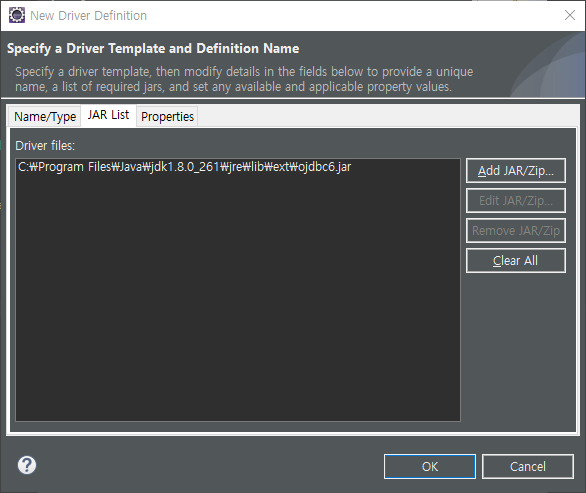 New Driver Definition
Specify a Driver Template and Definition Name
Specify a driver template, then modify details in the fields below to provide a unique
name, a list of required jars, and set any available and applicable property values.
Name/Type
JAR List
Properties
Driver files:
C:₩Program Files₩Java₩jdk1.8.0_261₩jre₩lib₩ext₩ojdbc6.jar
Add JAR/Zip...
Edit JAR/Zip...
Remove JAR/Zip
Clear All
?
OK
Cancel